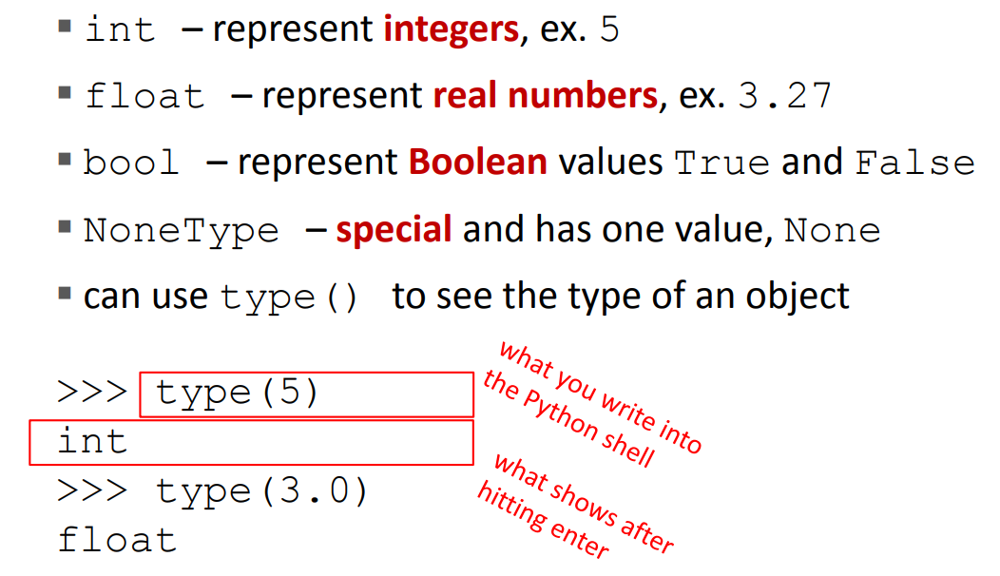 ▪ int – represent integers, ex. 5
▪ float – represent real numbers, ex. 3.27
▪ bool – represent Boolean values True and False
▪ NoneType – special and has one value, None
▪ can use type() to see the type of an object
>>> type(5)
what you write into
the Python shell
int
>>> type(3.0)
what shows after
hitting enter
float